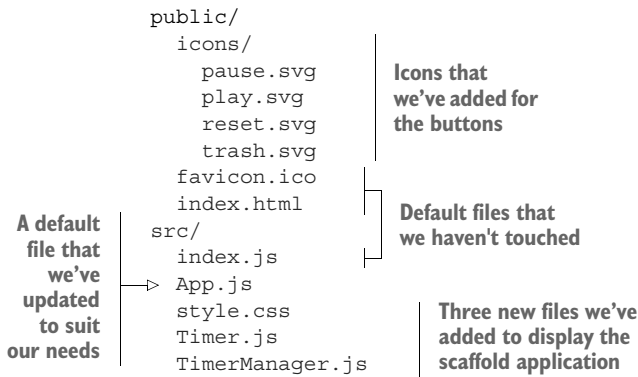 public/
icons/
pause.svg
play.svg
reset.svg
trash.svg
Icons that
we've added for
the buttons
favicon.ico
index.html
Default files that
we haven't touched
src/
index.js
App.js
A default
file that
we've
updated
to suit
our needs
style.css
Timer.js
TimerManager.js
Three new files we've
added to display the
scaffold application